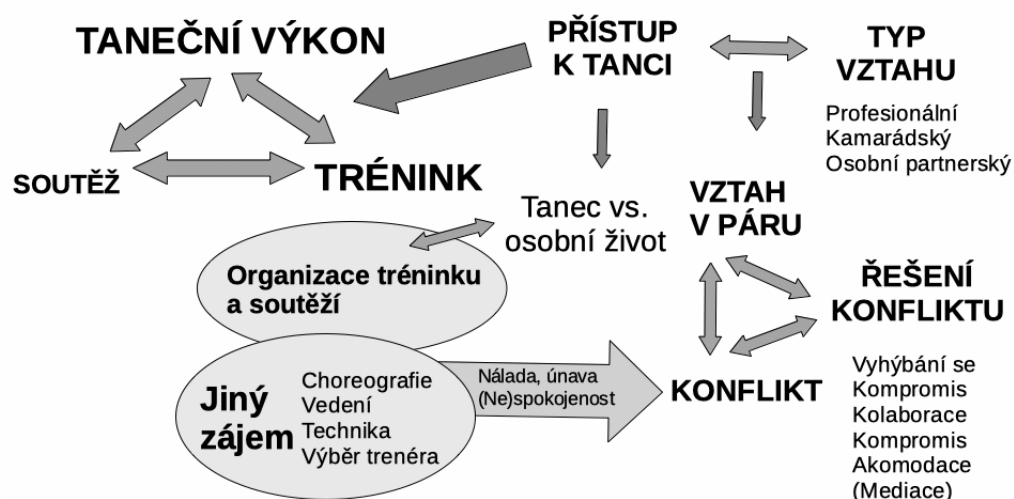 TANEČNÍ VÝKON
PŘÍSTUP
K TANCI
TYP
VZTAHU
Profesionální
Kamarádský
Osobní partnerský
SOUTĚŽ
TRÉNINK
Tanec vs.
osobní život
VZTAH
V PÁRU
Organizace tréninku
a soutěží
ŘEŠENÍ
KONFLIKTU
Jiný
zájem
Choreografie
Vedení
Technika
Výběr trenéra
Nálada, únava
(Ne)spokojenost
KONFLIKT
Vyhýbání se
Kompromis
Kolaborace
Kompromis
Akomodace
(Mediace)